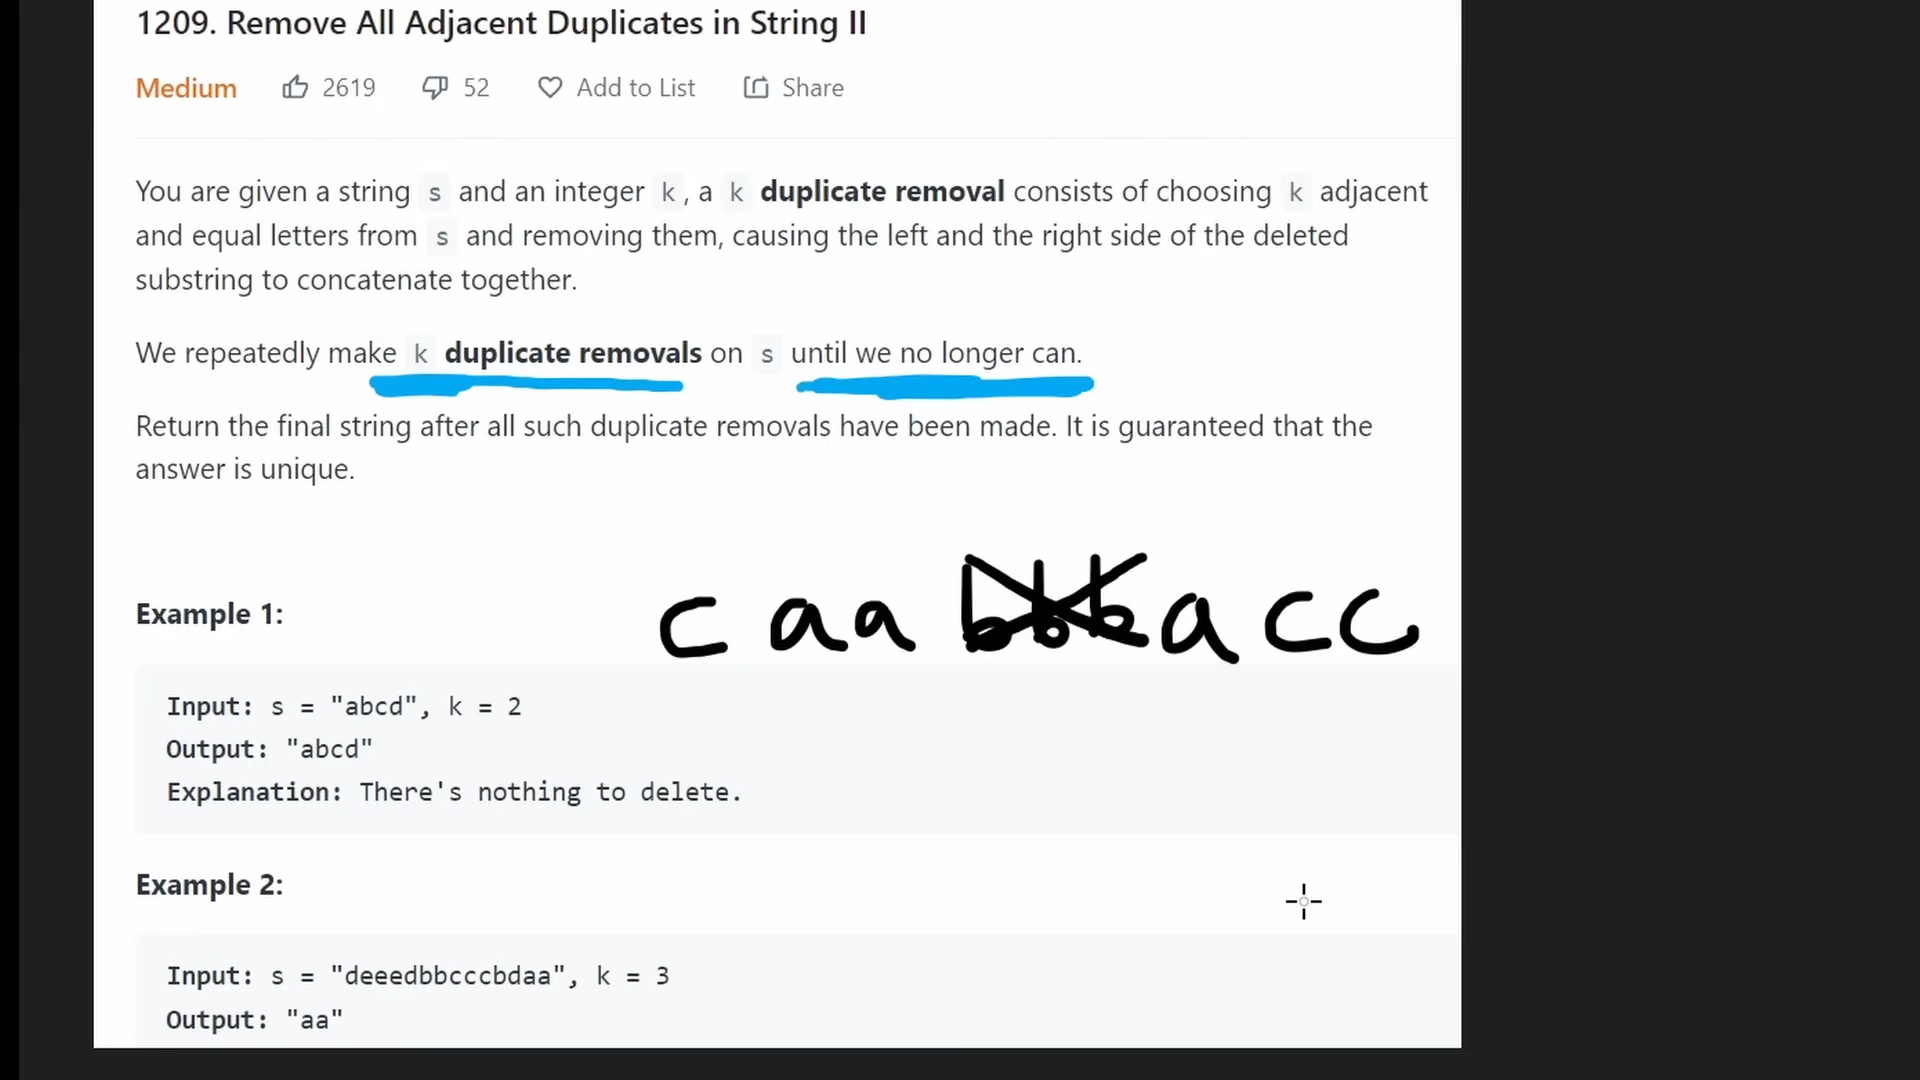 1209. Remove All Adjacent Duplicates in String II
Medium 2619 52 Add to List Share
You are given a string s and an integer k, a k duplicate removal consists of choosing k adjacent
and equal letters from s and removing them, causing the left and the right side of the deleted
substring to concatenate together.
We repeatedly make k duplicate removals on s until we no longer can.
Return the final string after all such duplicate removals have been made. It is guaranteed that the
answer is unique.
c aa bbb a cc
Example 1:
Input: s = "abcd", k = 2
Output: "abcd"
Explanation: There's nothing to delete.
Example 2:
Input: s = "deeedbbcccbdaa", k = 3
Output: "aa"